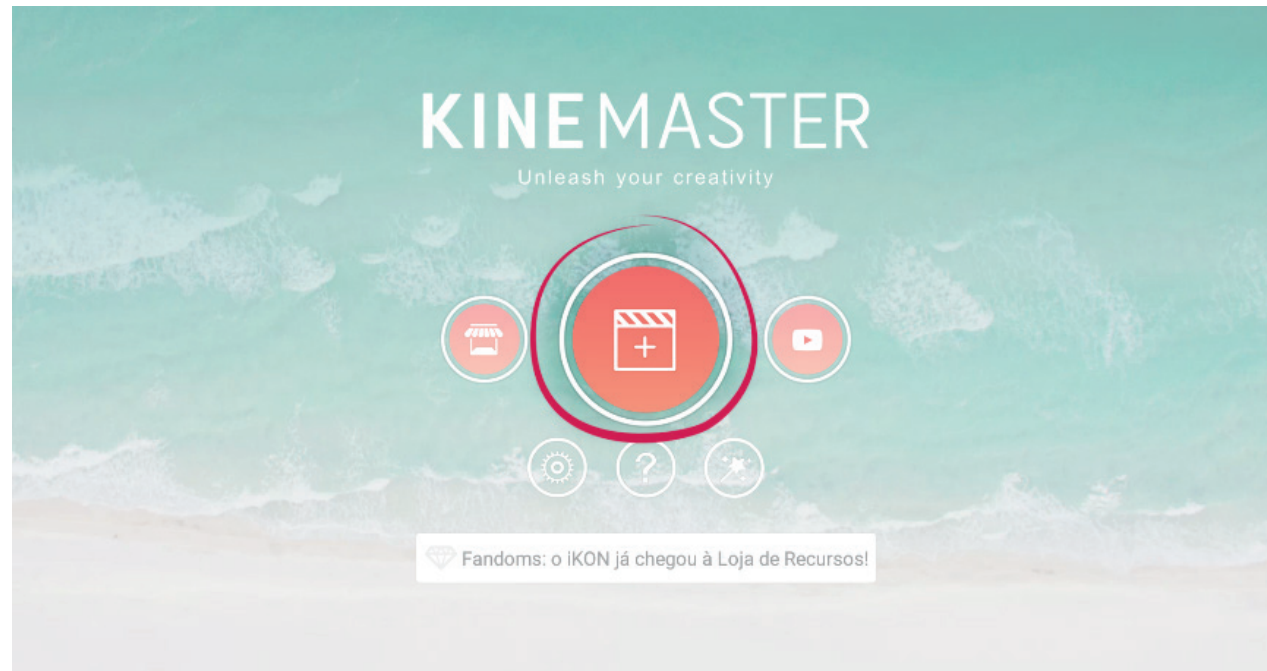 KINEMASTER
Unleash your creativity
Fandoms: o iKON já chegou à Loja de Recursos!